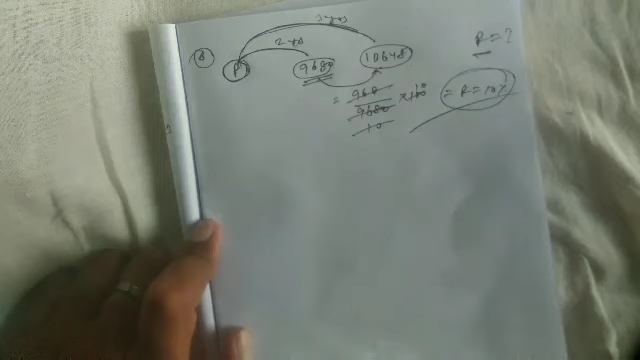 3 yrs
R = ?
8 2 yrs 10648
P 9680
= 968 / 9680 × 100 = R = 10%
10